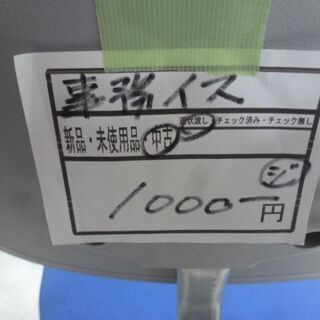 事務イス
現状渡し・チェック済み・チェック無し
新品・未使用品・中古
ジ
1000ー円